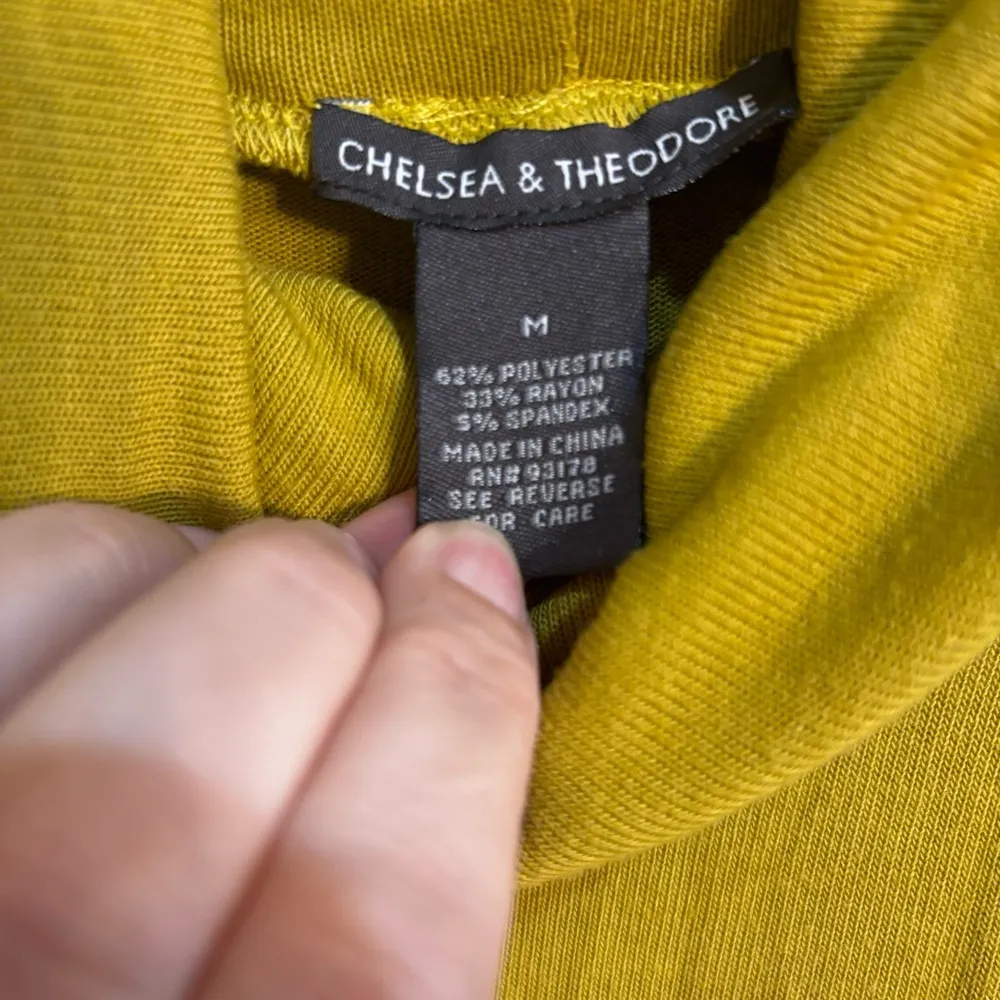 CHELSEA & THEODORE
M
62% POLYESTER
33% RAYON
5% SPANDEX
MADE IN CHINA
RN# 93178
SEE REVERSE
FOR CARE